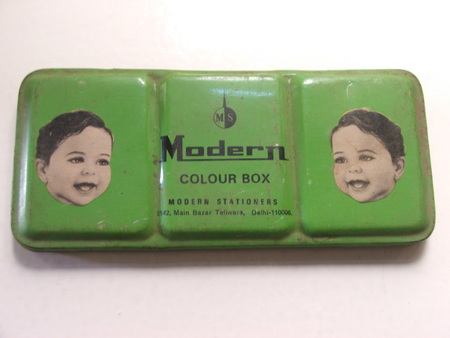 MS
Modern
COLOUR BOX
MODERN STATIONERS
Main Bazar Teliwara, Delhi-110006.